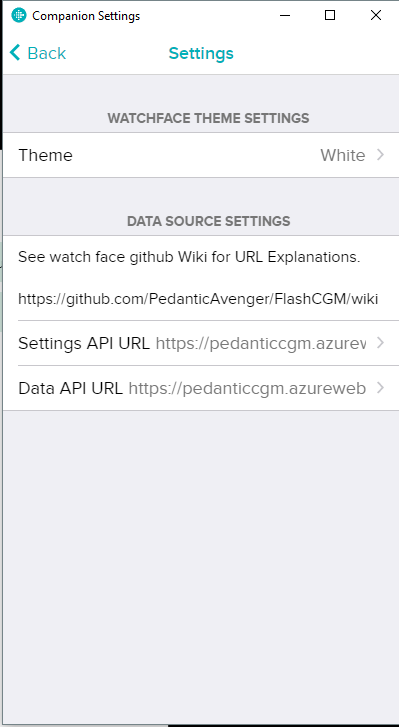 Companion Settings
Back
Settings
WATCHFACE THEME SETTINGS
Theme White
DATA SOURCE SETTINGS
See watch face github Wiki for URL Explanations.
https://github.com/PedanticAvenger/FlashCGM/wiki
Settings API URL https://pedanticcgm.azurew
Data API URL https://pedanticcgm.azureweb